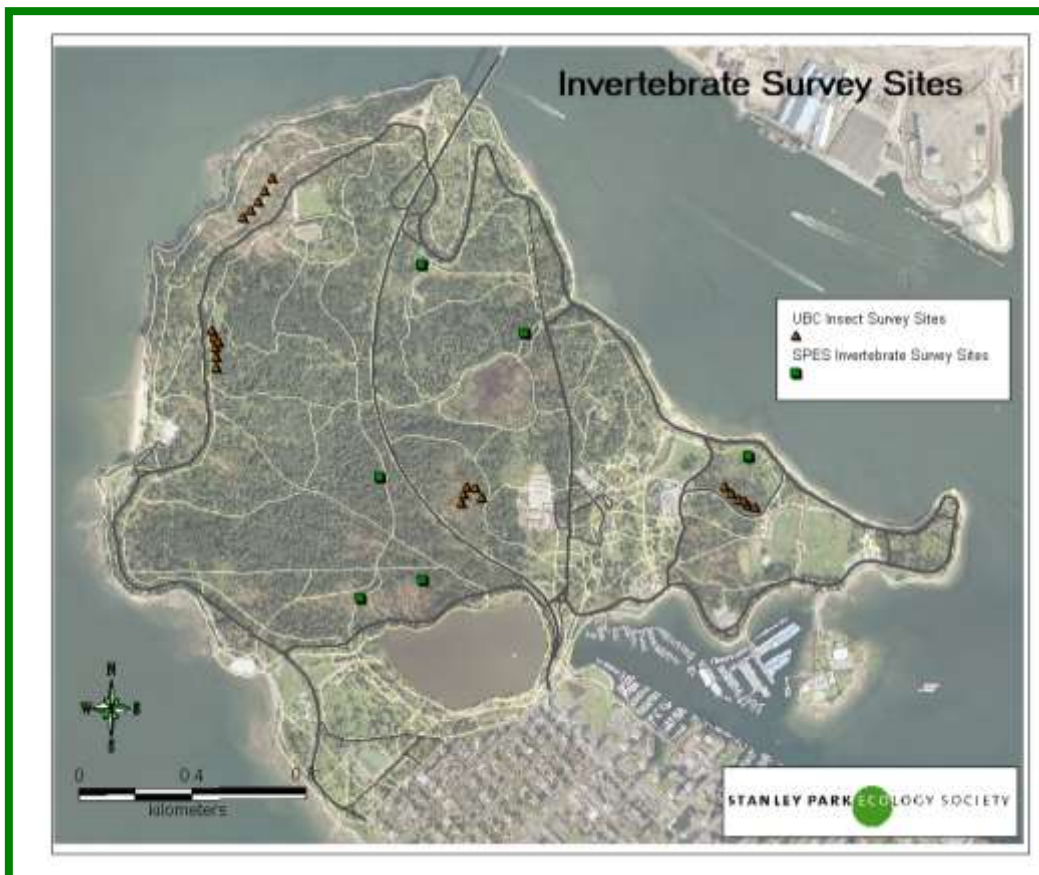 Invertebrate Survey Sites
UBC Insect Survey Sites
SPES Invertebrate Survey Sites
N
W
S
0 0.4
kilometers
STANLEY PARK ECOLOGY SOCIETY